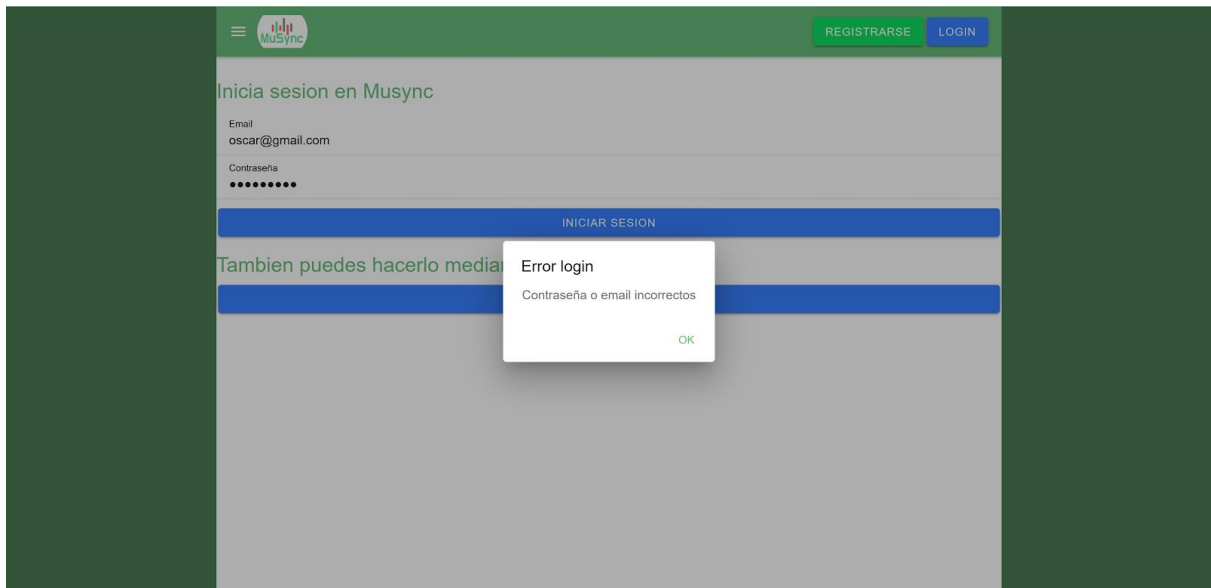 MuSync
REGISTRARSE
LOGIN
Inicia sesion en Musync
Email
oscar@gmail.com
Contraseña
•••••••••
INICIAR SESION
Tambien puedes hacerlo
Error login
Contraseña o email incorrectos
OK